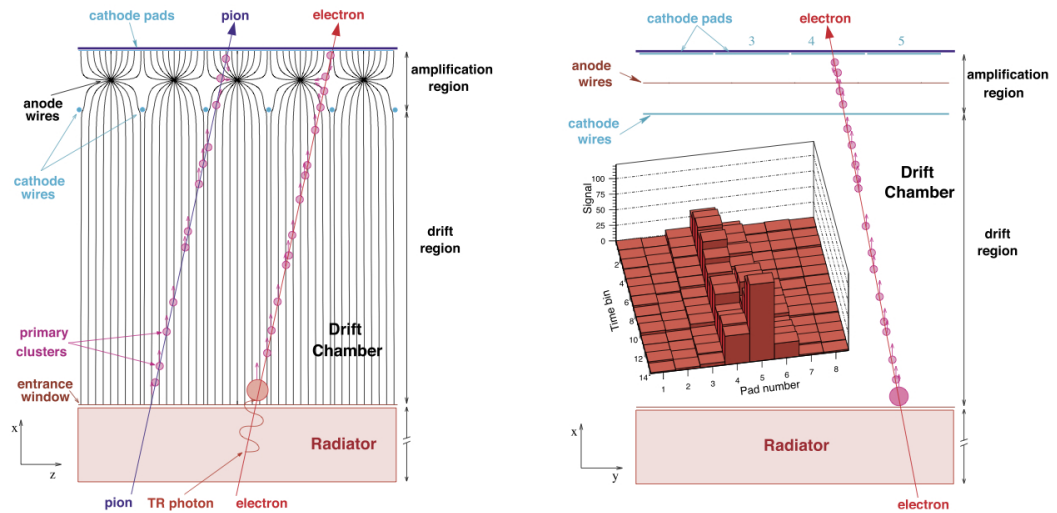 cathode pads
pion
electron
anode
wires
cathode
wires
amplification
region
drift
region
primary
clusters
Drift
Chamber
entrance
window
Radiator
x
z
pion
TR photon
electron
electron
cathode pads
3
4
5
anode
wires
cathode
wires
amplification
region
Drift
Chamber
drift
region
Signal
100
75
50
25
0
2
4
6
8
10
12
14
Time bin
1
2
3
4
5
6
7
8
Pad number
Radiator
x
y
electron